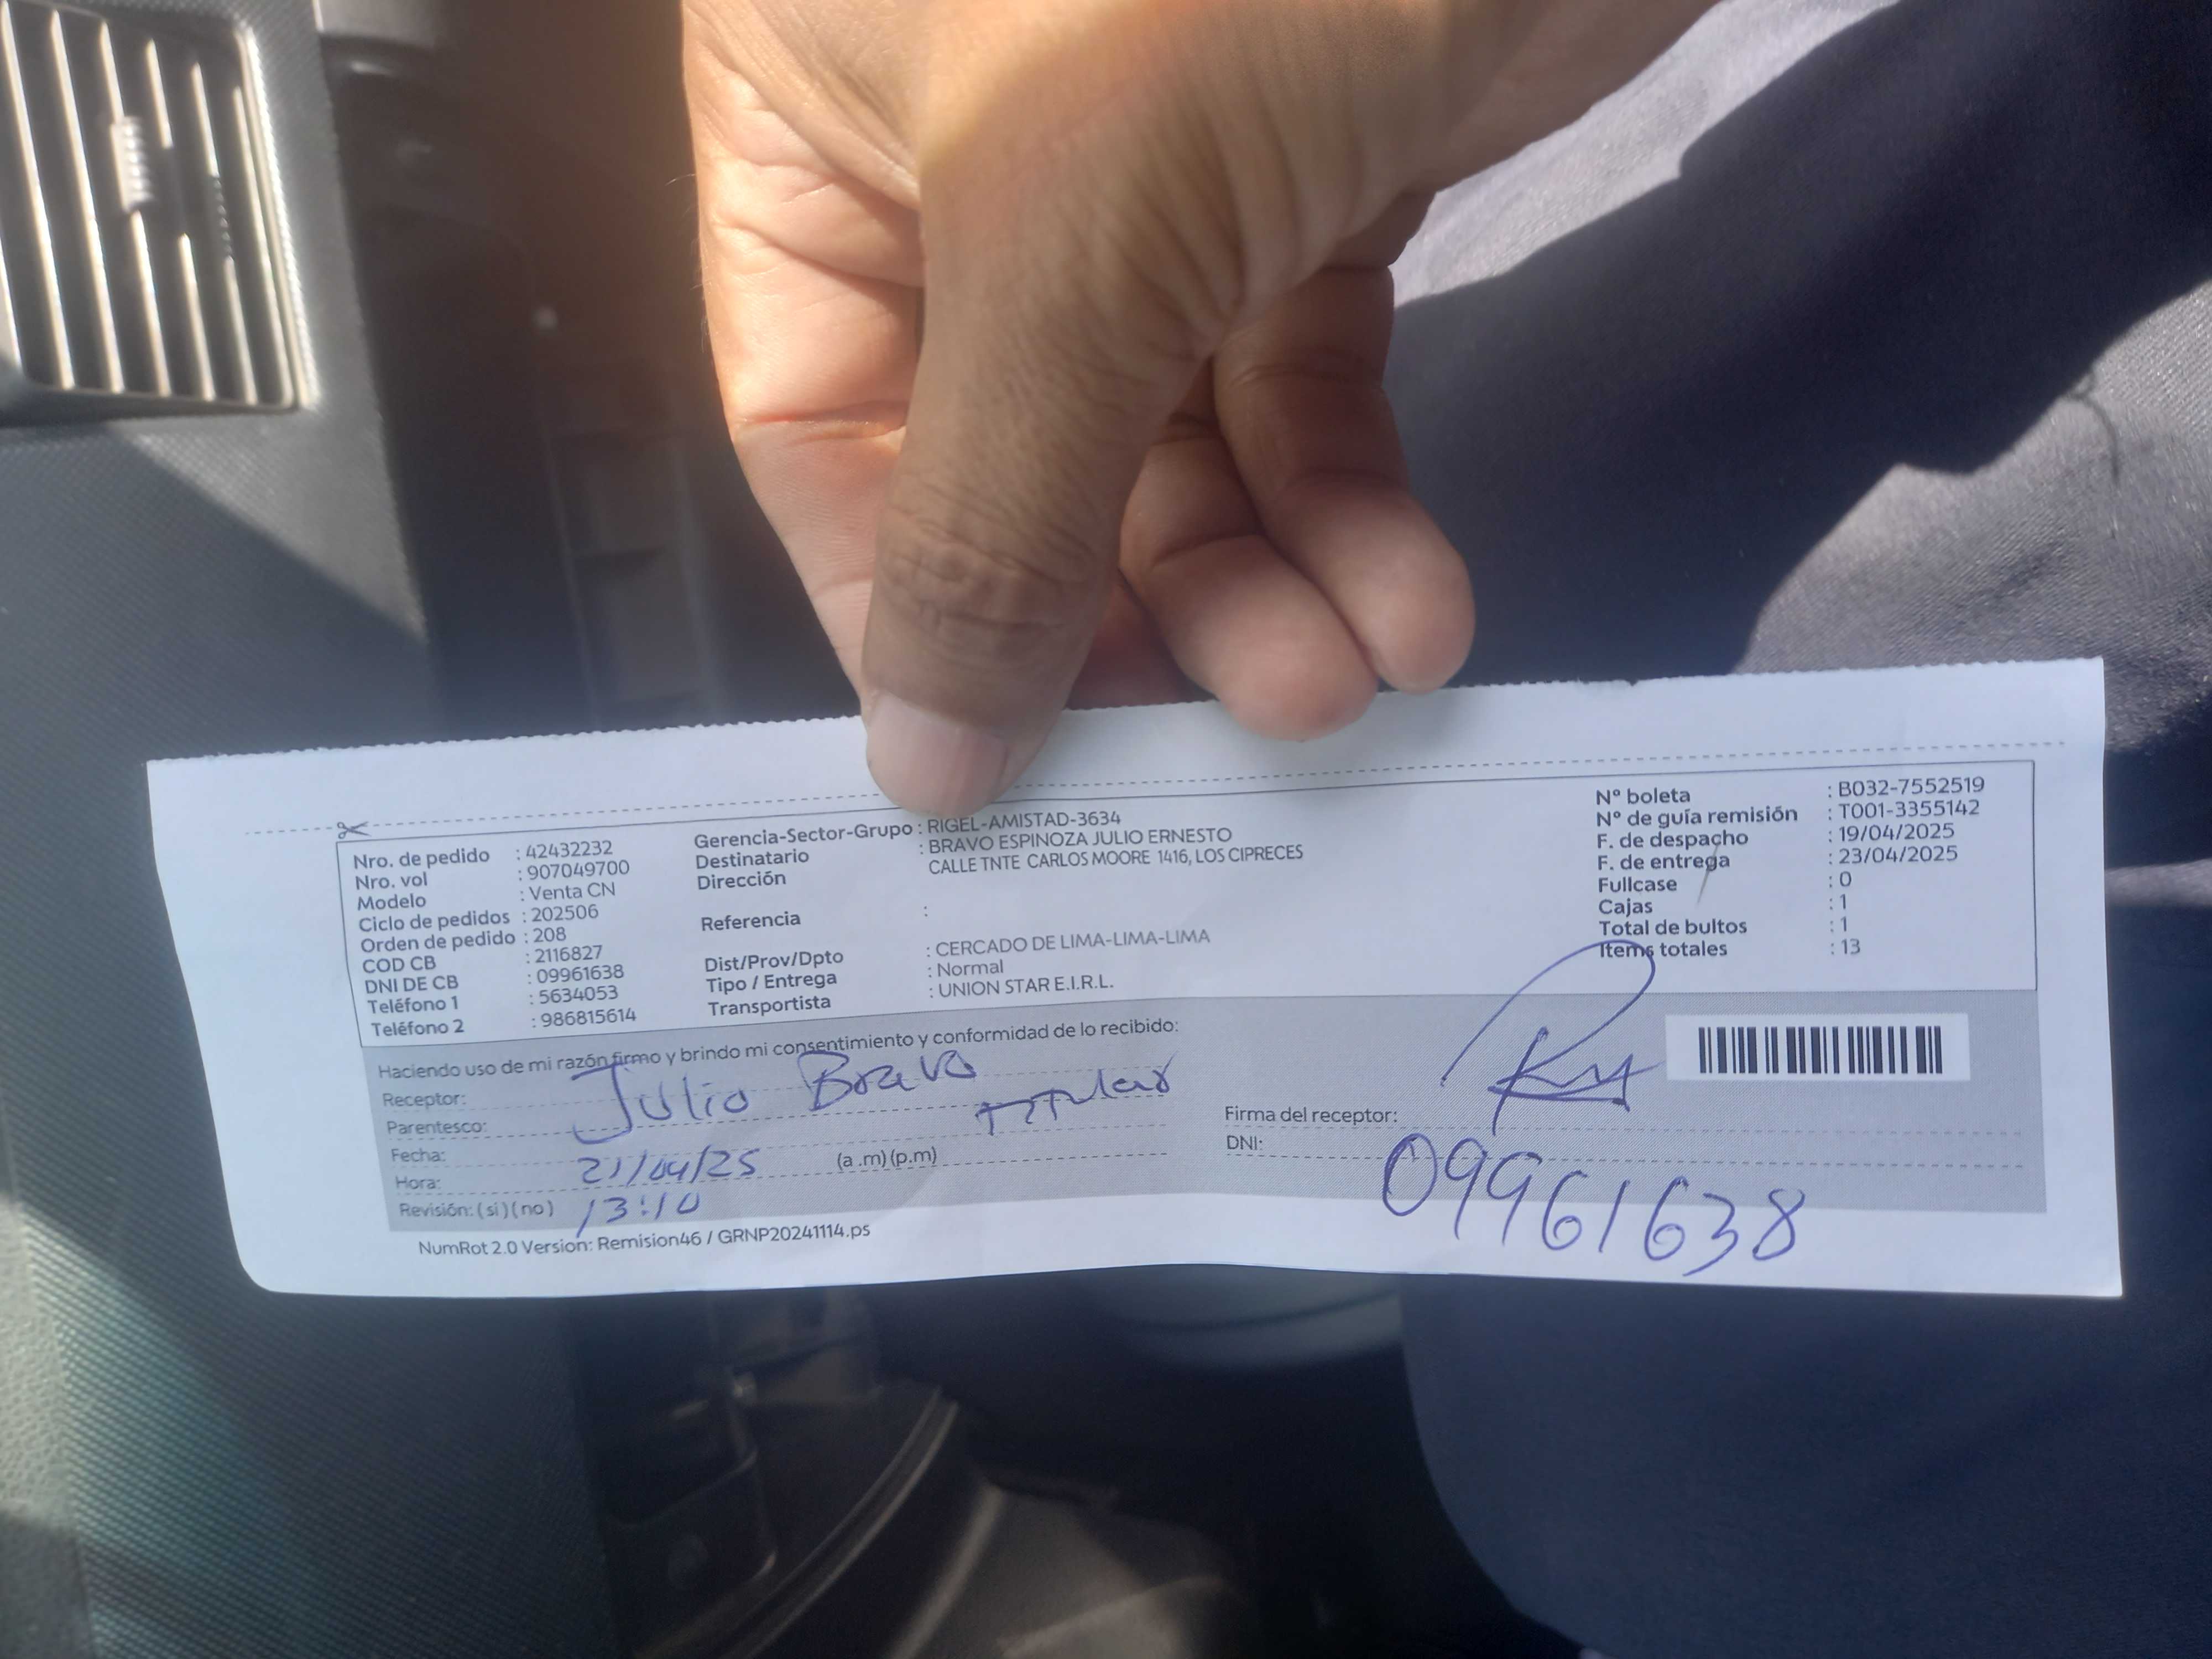 Nro. de pedido : 42432232
Nro. vol : 907049700
Modelo : Venta CN
Ciclo de pedidos : 202506
Orden de pedido : 208
COD CB : 2116827
DNI DE CB : 09961638
Teléfono 1 : 5634053
Teléfono 2 : 986815614
Gerencia-Sector-Grupo : RIGEL-AMISTAD-3634
Destinatario : BRAVO ESPINOZA JULIO ERNESTO
Dirección CALLE TNTE CARLOS MOORE 1416, LOS CIPRECES
Referencia :
Dist/Prov/Dpto : CERCADO DE LIMA-LIMA-LIMA
Tipo / Entrega : Normal
Transportista : UNION STAR E.I.R.L.
N° boleta : B032-7552519
N° de guía remisión : T001-3355142
F. de despacho : 19/04/2025
F. de entrega : 23/04/2025
Fullcase : 0
Cajas : 1
Total de bultos : 1
Items totales : 13
Haciendo uso de mi razón firmo y brindo mi consentimiento y conformidad de lo recibido:
Receptor: Julio Bravo
Parentesco: Titular
Fecha: 21/04/25
Hora: 13:10 (a.m)(p.m)
Revisión: (si)(no)
Firma del receptor:
DNI: 09961638
NumRot 2.0 Version: Remision46 / GRNP20241114.ps